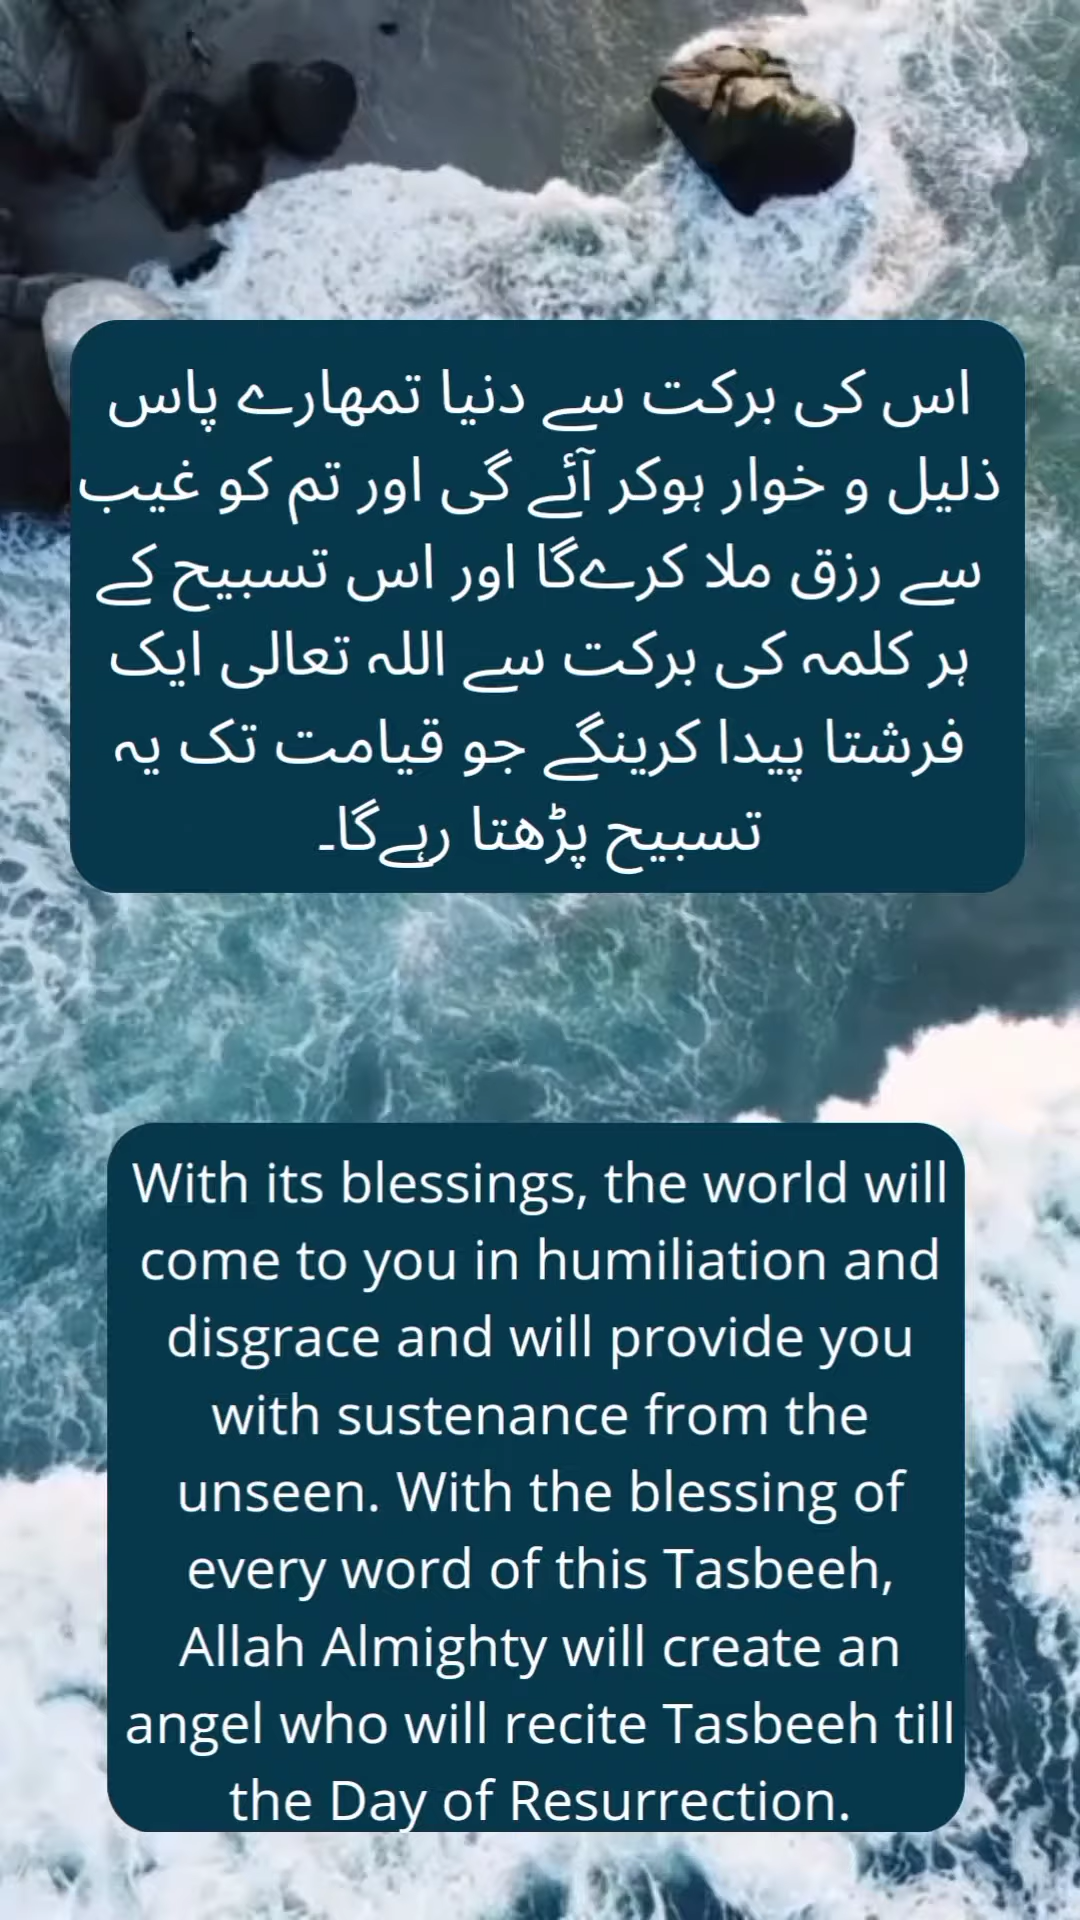 اس کی برکت سے دنیا تمھارے پاس
ذلیل و خوار ہوکر آئے گی اور تم کو غیب
سے رزق ملا کرےگا اور اس تسبیح کے
ہر کلمہ کی برکت سے اللہ تعالی ایک
فرشتا پیدا کرینگے جو قیامت تک یہ
تسبیح پڑھتا رہےگا۔
With its blessings, the world will
come to you in humiliation and
disgrace and will provide you
with sustenance from the
unseen. With the blessing of
every word of this Tasbeeh,
Allah Almighty will create an
angel who will recite Tasbeeh till
the Day of Resurrection.